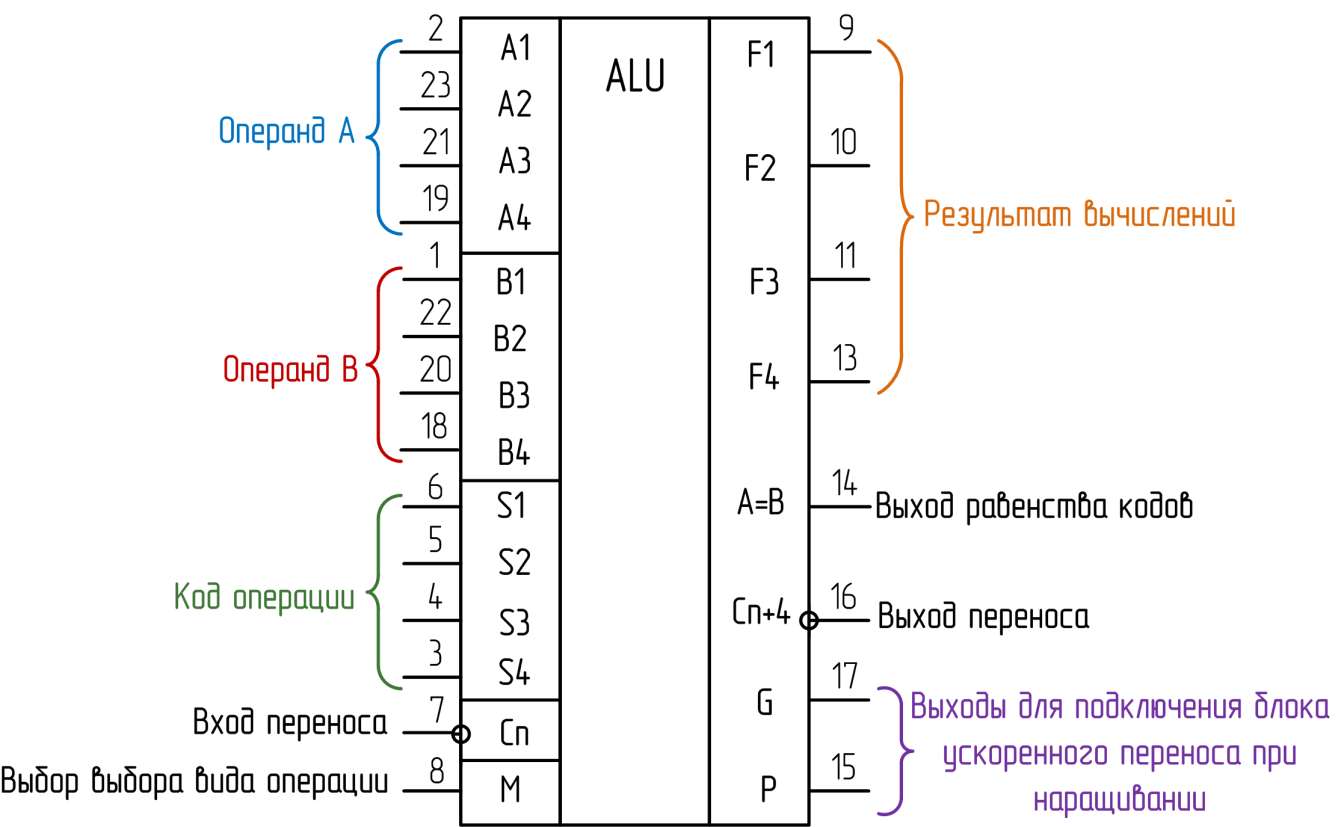 2 A1 ALU F1 9
23 A2
Операнд А
21 A3 F2 10
19 A4
Результат вычислений
1 B1 F3 11
22 B2
Операнд В
20 B3 F4 13
18 B4
6 S1 A=B 14 Выход равенства кодов
5 S2
Код операции
4 S3 Cn+4 16 Выход переноса
3 S4 G 17
Вход переноса 7 Cn
Выходы для подключения блока
ускоренного переноса при
наращивании
Выбор выбора вида операции 8 M P 15